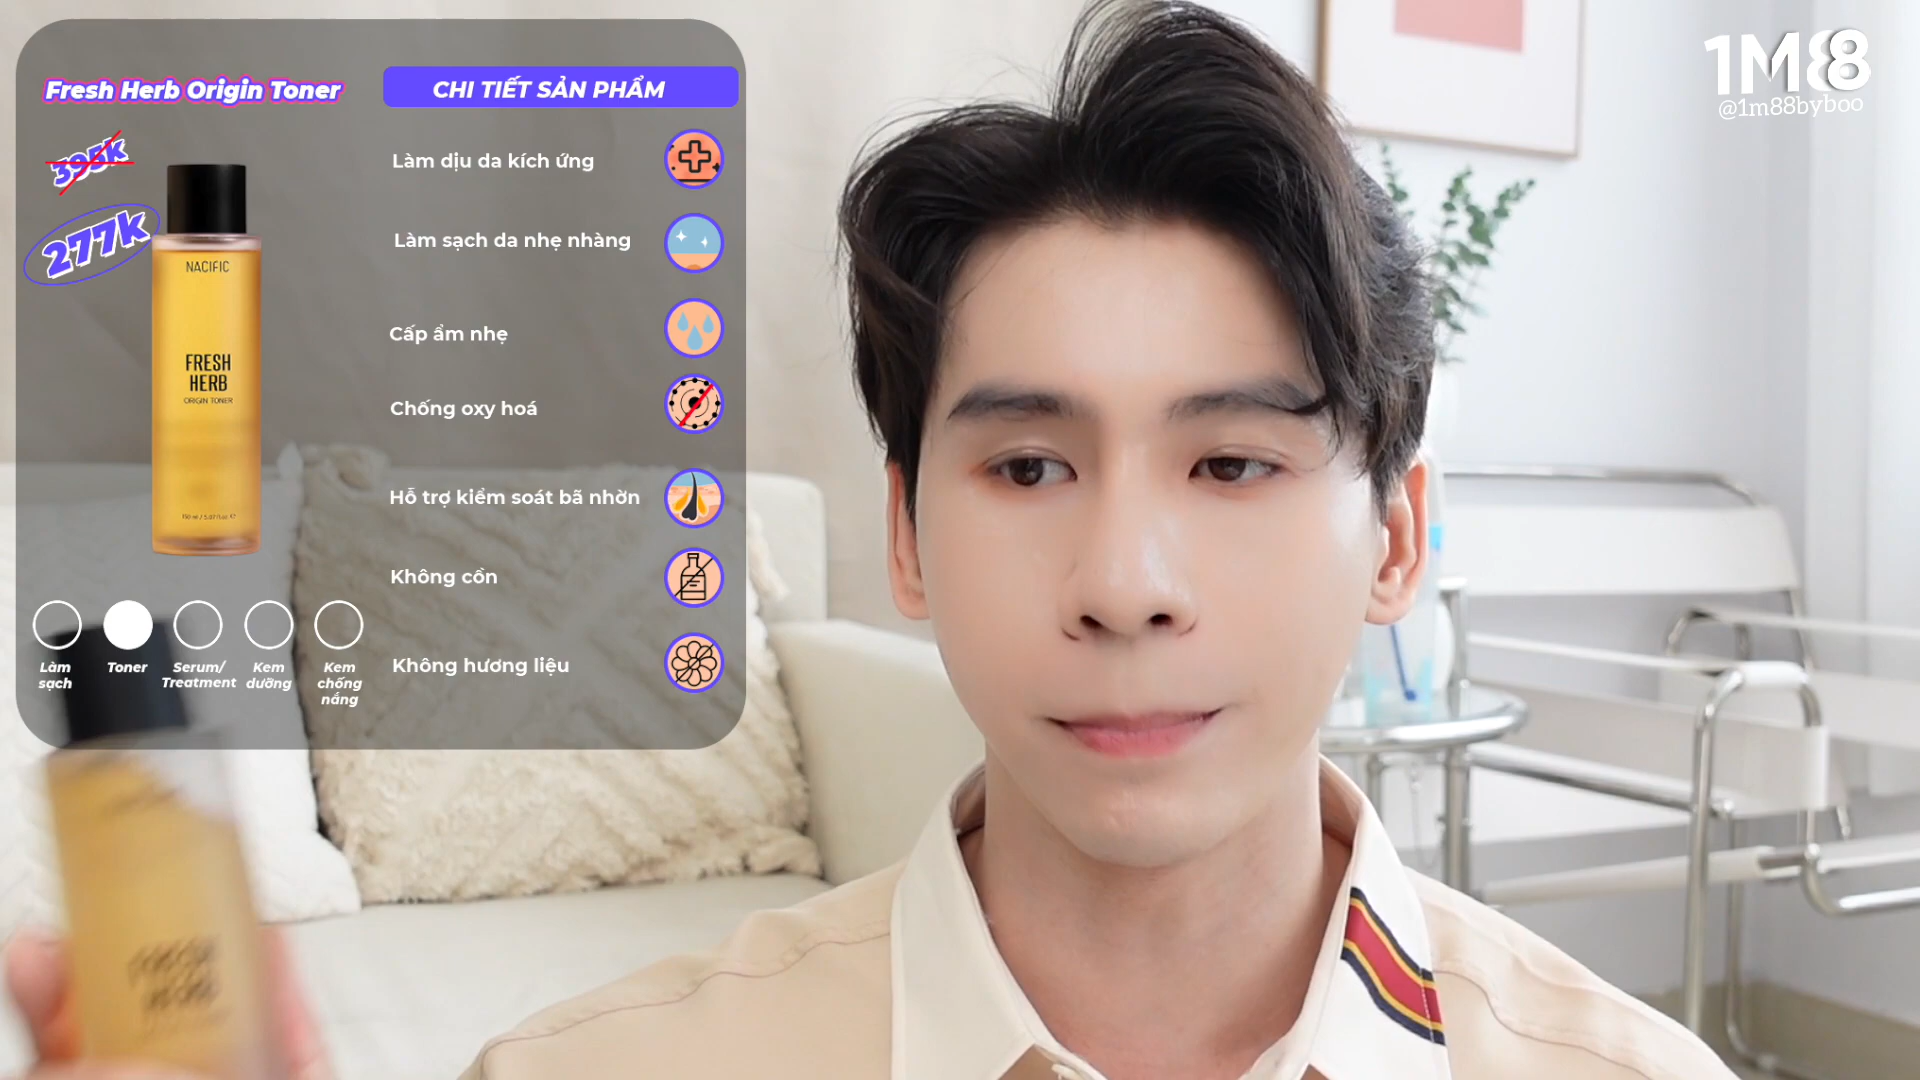 Fresh Herb Origin Toner
395k
277k
NACIFIC
FRESH
HERB
ORIGIN TONER
CHI TIẾT SẢN PHẨM
Làm dịu da kích ứng
Làm sạch da nhẹ nhàng
Cấp ẩm nhẹ
Chống oxy hoá
Hỗ trợ kiểm soát bã nhờn
Không cồn
Không hương liệu
Làm
sạch
Toner
Serum/
Treatment
Kem
dưỡng
Kem
chống
nắng
1M88
@1m88byboo